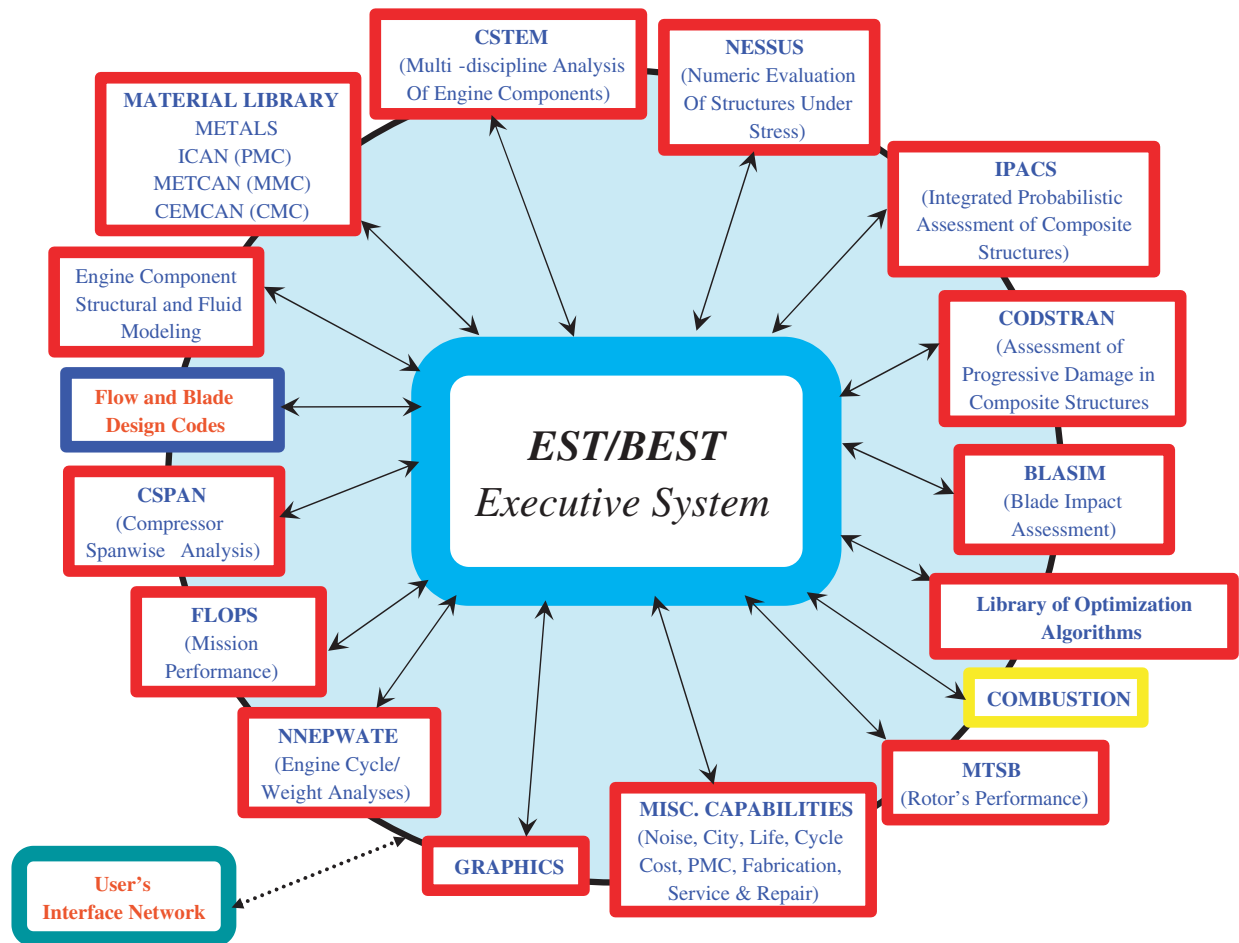 CSTEM
(Multi -discipline Analysis
Of Engine Components)
NESSUS
(Numeric Evaluation
Of Structures Under
Stress)
MATERIAL LIBRARY
METALS
ICAN (PMC)
METCAN (MMC)
CEMCAN (CMC)
IPACS
(Integrated Probabilistic
Assessment of Composite
Structures)
Engine Component
Structural and Fluid
Modeling
CODSTRAN
(Assessment of
Progressive Damage in
Composite Structures
Flow and Blade
Design Codes
EST/BEST
Executive System
CSPAN
(Compressor
Spanwise Analysis)
BLASIM
(Blade Impact
Assessment)
FLOPS
(Mission
Performance)
Library of Optimization
Algorithms
COMBUSTION
NNEPWATE
(Engine Cycle/
Weight Analyses)
MTSB
(Rotor's Performance)
MISC. CAPABILITIES
(Noise, City, Life, Cycle
Cost, PMC, Fabrication,
Service & Repair)
GRAPHICS
User's
Interface Network